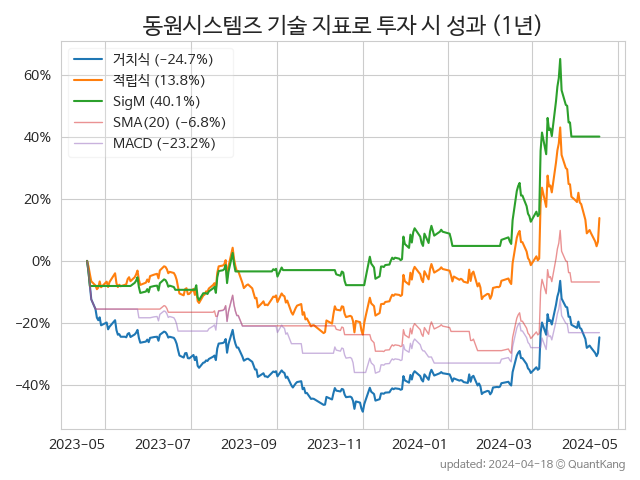 동원시스템즈 기술 지표로 투자 시 성과 (1년)
거치식 (−24.7%)
적립식 (13.8%)
SigM (40.1%)
SMA(20) (−6.8%)
MACD (−23.2%)
60%
40%
20%
0%
−20%
−40%
2023−05 2023−07 2023−09 2023−11 2024−01 2024−03 2024−05
updated: 2024−04−18 ⓒ QuantKang